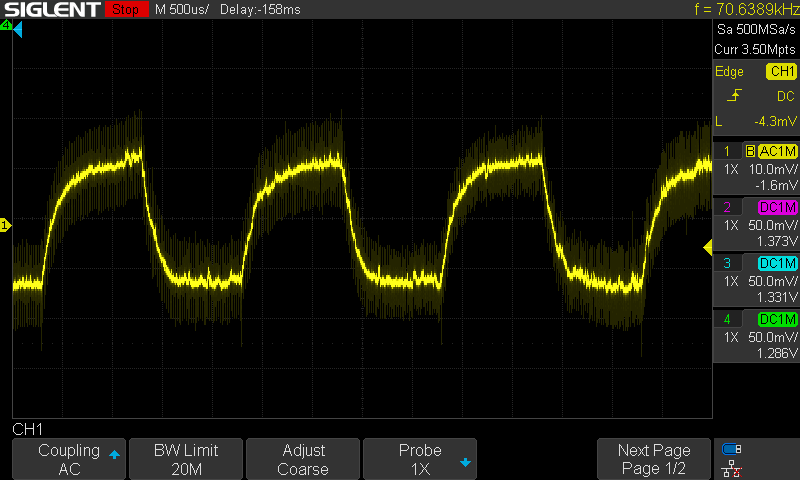 SIGLENT Stop M 500us/ Delay:-158ms f = 70.6389kHz
Sa 500MSa/s
Curr 3.50Mpts
Edge CH1
DC
L -4.3mV
1 B AC1M
1X 10.0mV/
-1.6mV
2 DC1M
1X 50.0mV/
1.373V
3 DC1M
1X 50.0mV/
1.331V
4 DC1M
1X 50.0mV/
1.286V
4
1
CH1
Coupling
AC
BW Limit
20M
Adjust
Coarse
Probe
1X
Next Page
Page 1/2